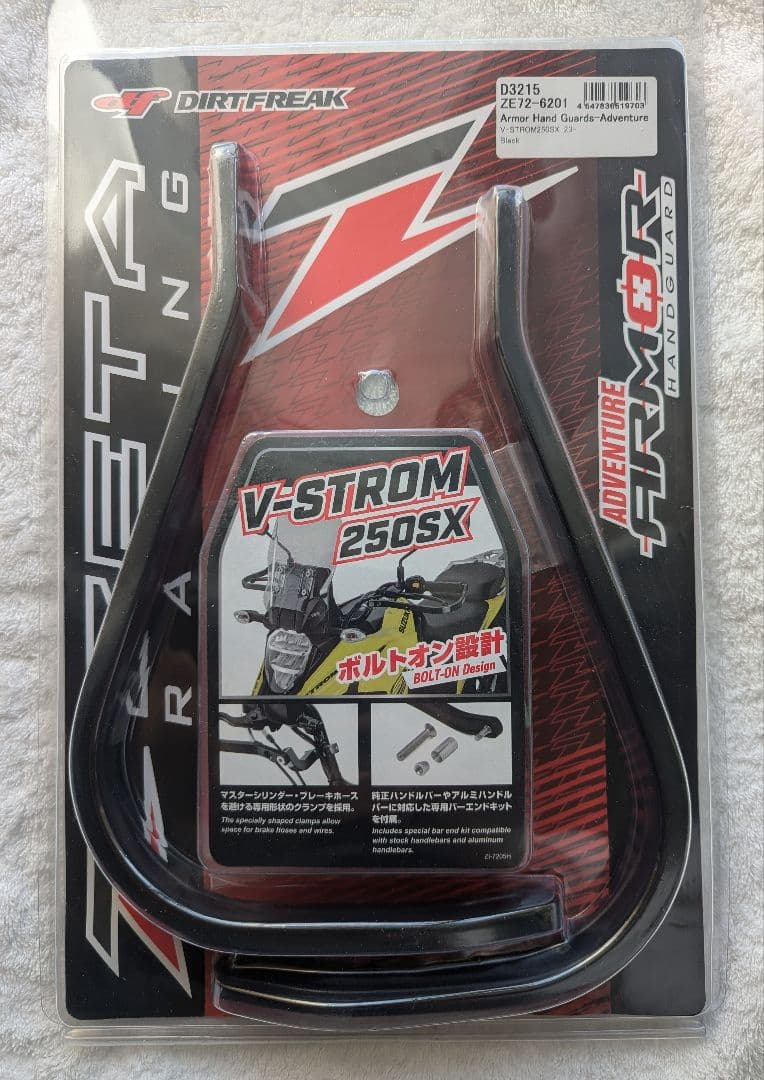 DIRTFREAK
D3215
ZE72-6201
4 547836519703
Armor Hand Guards-Adventure
V-STROM250SX 23-
Black
ZETA
RACING
ADVENTURE
ARMOR
HANDGUARD
V-STROM
250SX
SUZUKI
ボルトオン設計
BOLT-ON Design
マスターシリンダー・ブレーキホース
を避ける専用形状のクランプを採用。
The specially shaped clamps allow
space for brake hoses and wires.
純正ハンドルバーやアルミハンドル
バーに対応した専用バーエンドキット
を付属。
Includes special bar end kit compatible
with stock handlebars and aluminum
handlebars.
ZI-7205H